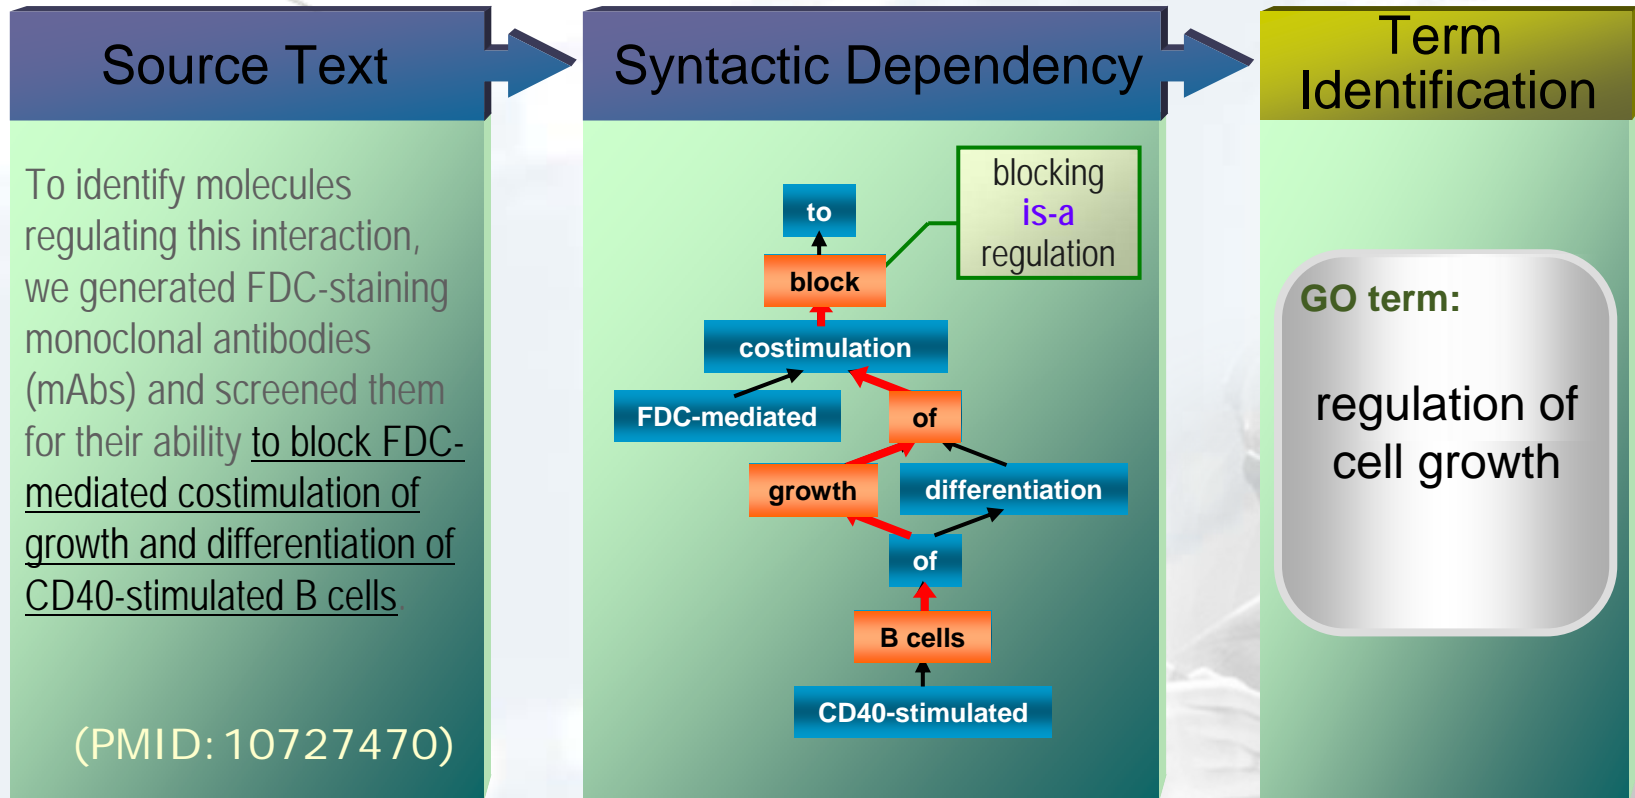 Source Text
To identify molecules
regulating this interaction,
we generated FDC-staining
monoclonal antibodies
(mAbs) and screened them
for their ability to block FDC-
mediated costimulation of
growth and differentiation of
CD40-stimulated B cells.
(PMID: 10727470)
Syntactic Dependency
blocking
is-a
regulation
to
block
costimulation
FDC-mediated
of
growth
differentiation
of
B cells
CD40-stimulated
Term
Identification
GO term:
regulation of
cell growth